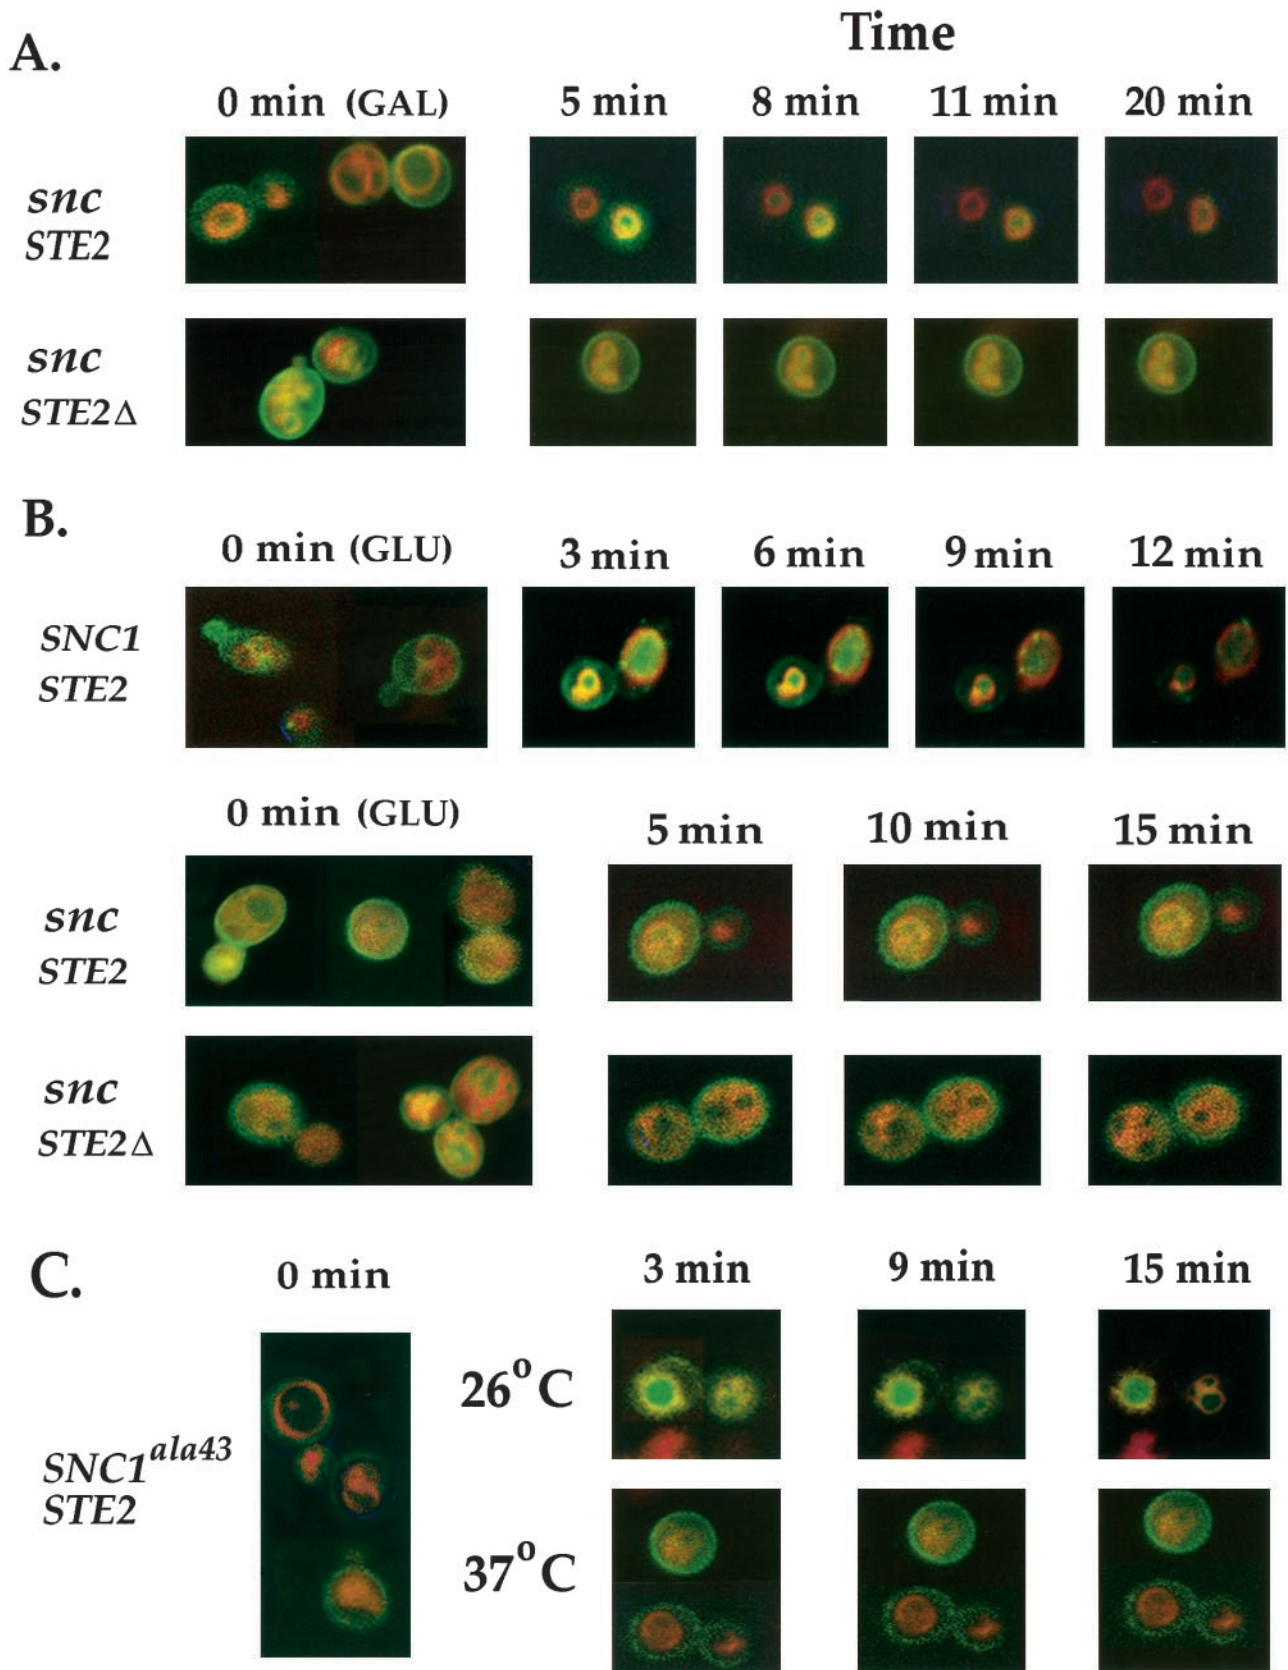 Time
A.
0 min (GAL) 5 min 8 min 11 min 20 min
snc
STE2
snc
STE2Δ
B.
0 min (GLU) 3 min 6 min 9 min 12 min
SNC1
STE2
0 min (GLU) 5 min 10 min 15 min
snc
STE2
snc
STE2Δ
C.
0 min 3 min 9 min 15 min
26°C
SNC1^ala43
STE2
37°C